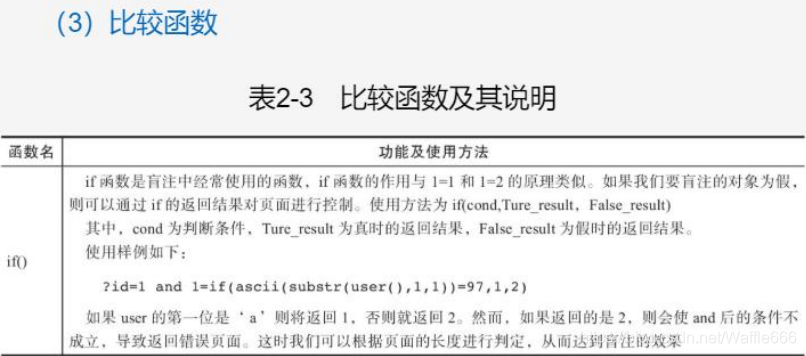 （3）比较函数
表2-3 比较函数及其说明
函数名 功能及使用方法
if()
if 函数是盲注中经常使用的函数，if 函数的作用与 1=1 和 1=2 的原理类似。如果我们要盲注的对象为假，
则可以通过 if 的返回结果对页面进行控制。使用方法为 if(cond,Ture_result，False_result)
其中，cond 为判断条件，Ture_result 为真时的返回结果，False_result 为假时的返回结果。
使用样例如下：
?id=1 and 1=if(ascii(substr(user(),1,1))=97,1,2)
如果 user 的第一位是‘a’则将返回 1，否则就返回 2。然而，如果返回的是 2，则会使 and 后的条件不
成立，导致返回错误页面。这时我们可以根据页面的长度进行判定，从而达到盲注的效果
dn.net/Waffle666